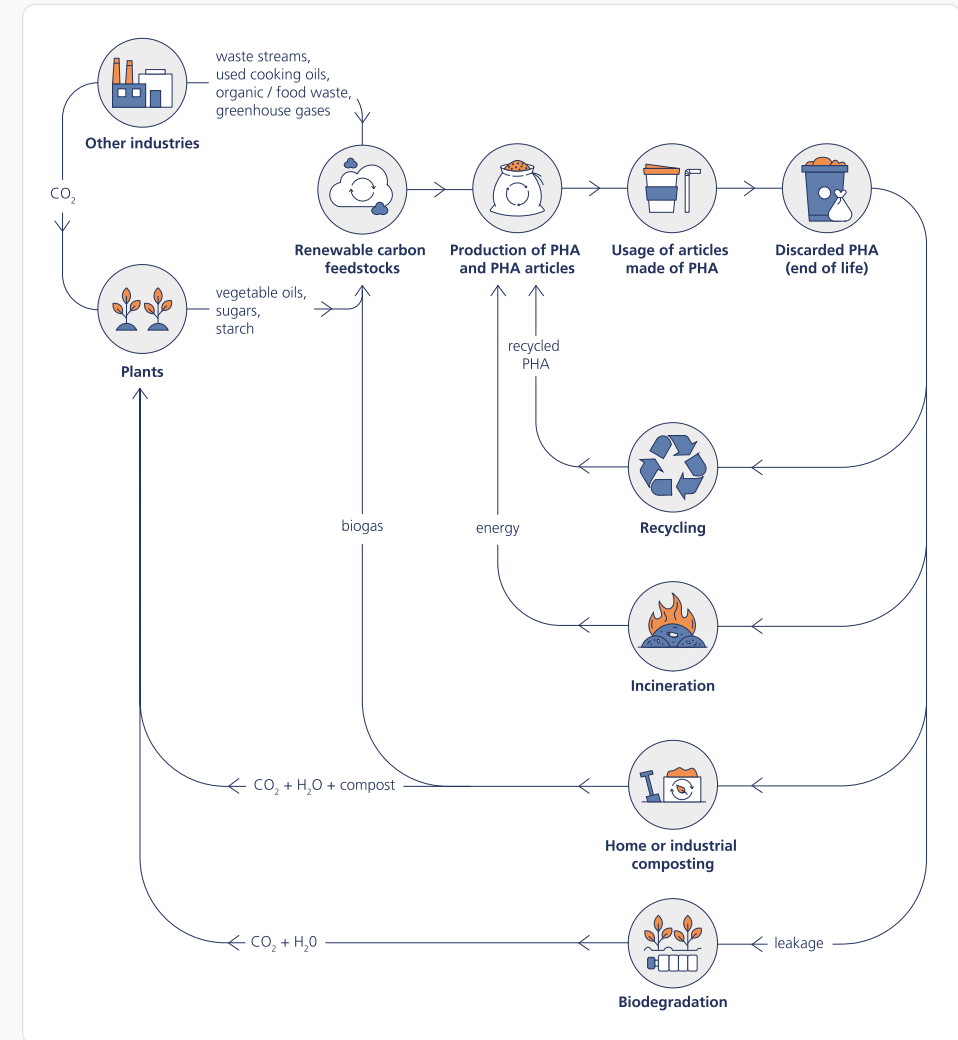 waste streams,
used cooking oils,
organic / food waste,
greenhouse gases
Other industries
CO₂
Renewable carbon
feedstocks
Production of PHA
and PHA articles
Usage of articles
made of PHA
Discarded PHA
(end of life)
vegetable oils,
sugars,
starch
Plants
recycled
PHA
Recycling
biogas
energy
Incineration
CO₂ + H₂O + compost
Home or industrial
composting
CO₂ + H₂0
leakage
Biodegradation